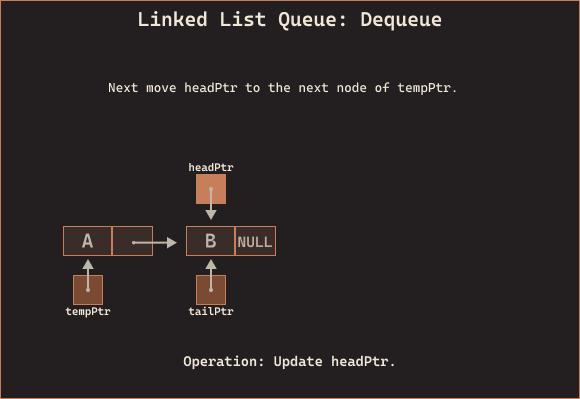 Linked List Queue: Dequeue
Next move headPtr to the next node of tempPtr.
headPtr
A
B
NULL
tempPtr
tailPtr
Operation: Update headPtr.